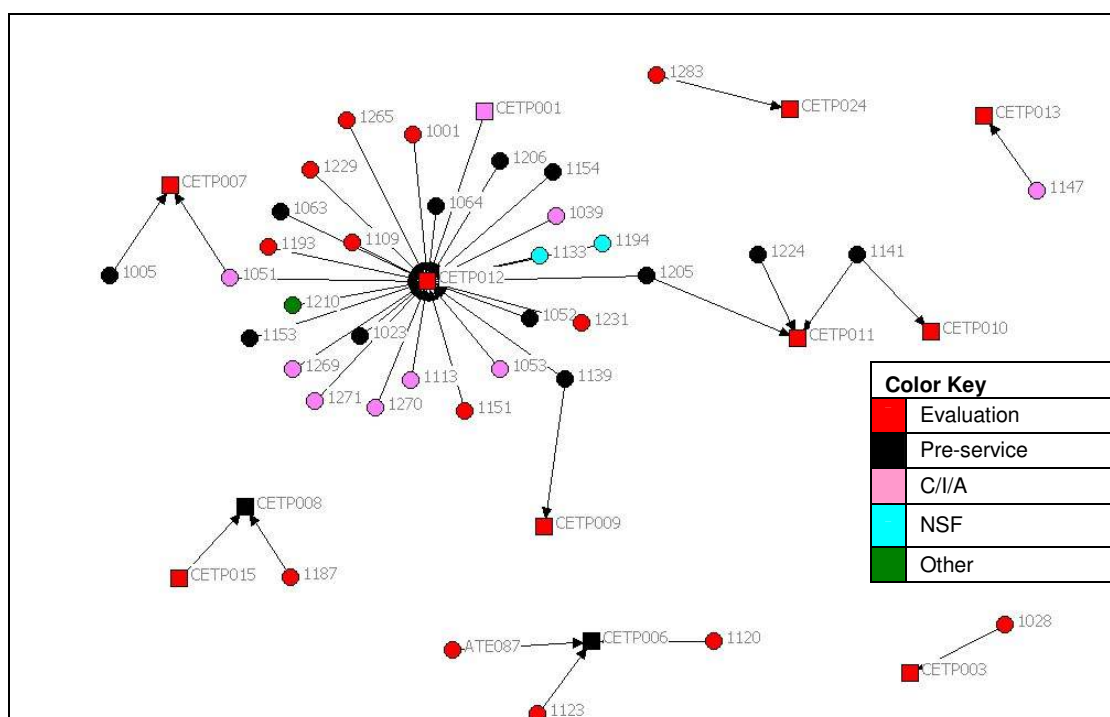 1283
CETP024
CETP001
1265
1001
CETP013
1206
1154
1229
CETP007
1147
1064
1063
1039
1193
1109
1133
1194
1224
1141
1005
1051
CETP012
1205
1210
1052
1231
CETP011
CETP010
1153
1023
1269
1113
1053
1139
1271
1270
1151
Color Key
Evaluation
Pre-service
C/I/A
NSF
Other
CETP008
CETP009
CETP015
1187
1028
ATE087
CETP006
1120
CETP003
1123